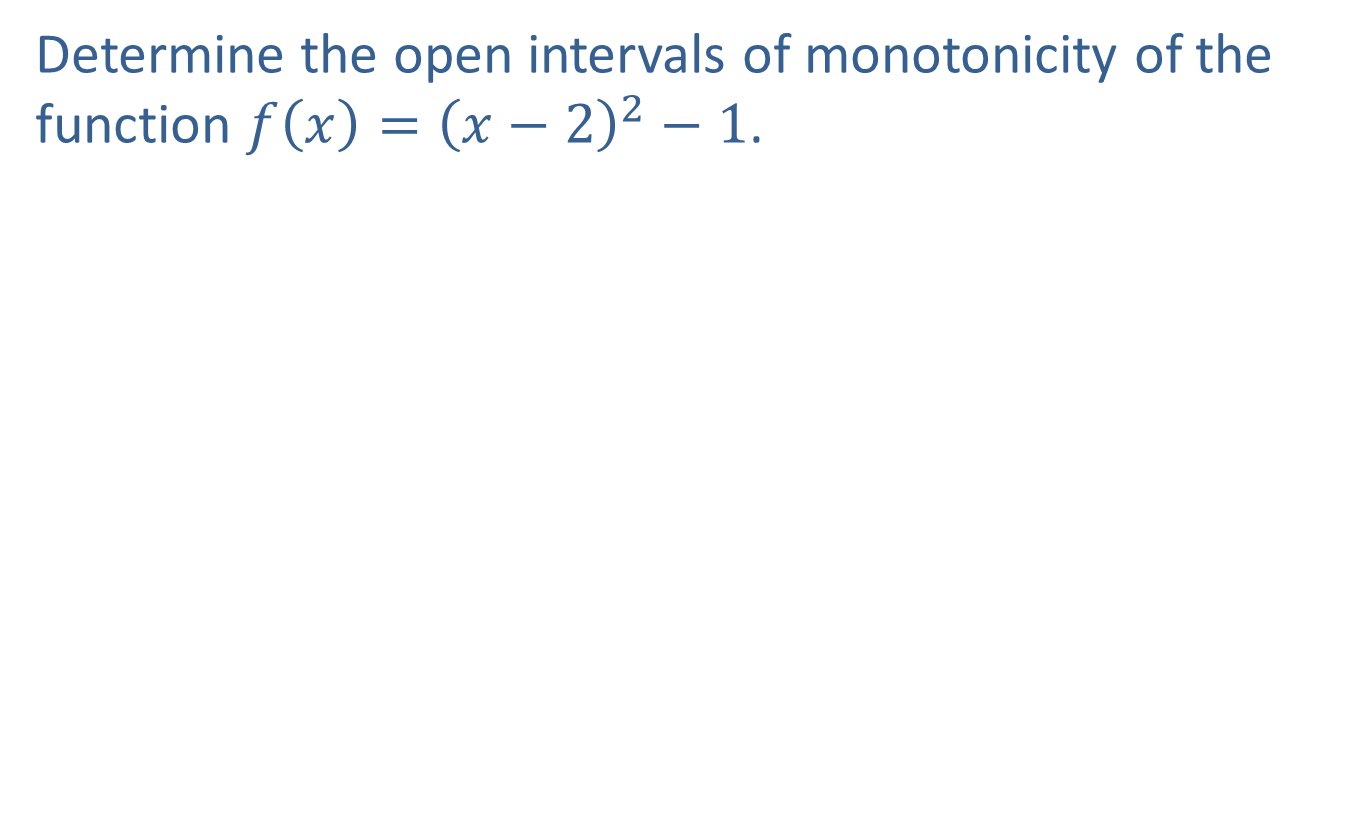 Determine the open intervals of monotonicity of the
function f(x) = (x − 2)² − 1.